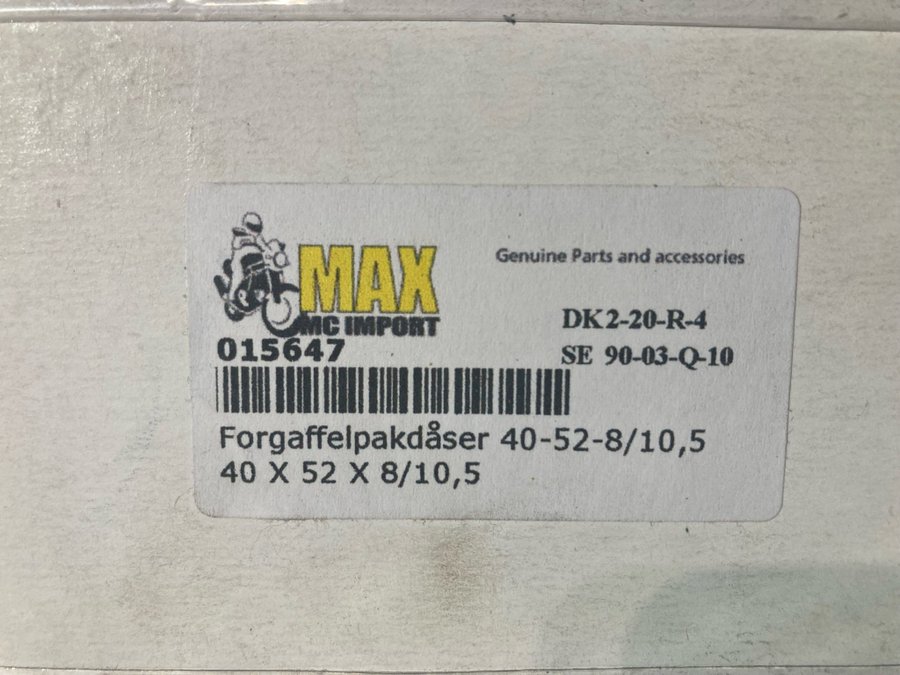 MAX
MC IMPORT
Genuine Parts and accessories
DK2-20-R-4
SE 90-03-Q-10
015647
Forgaffelpakdåser 40-52-8/10,5
40 X 52 X 8/10,5